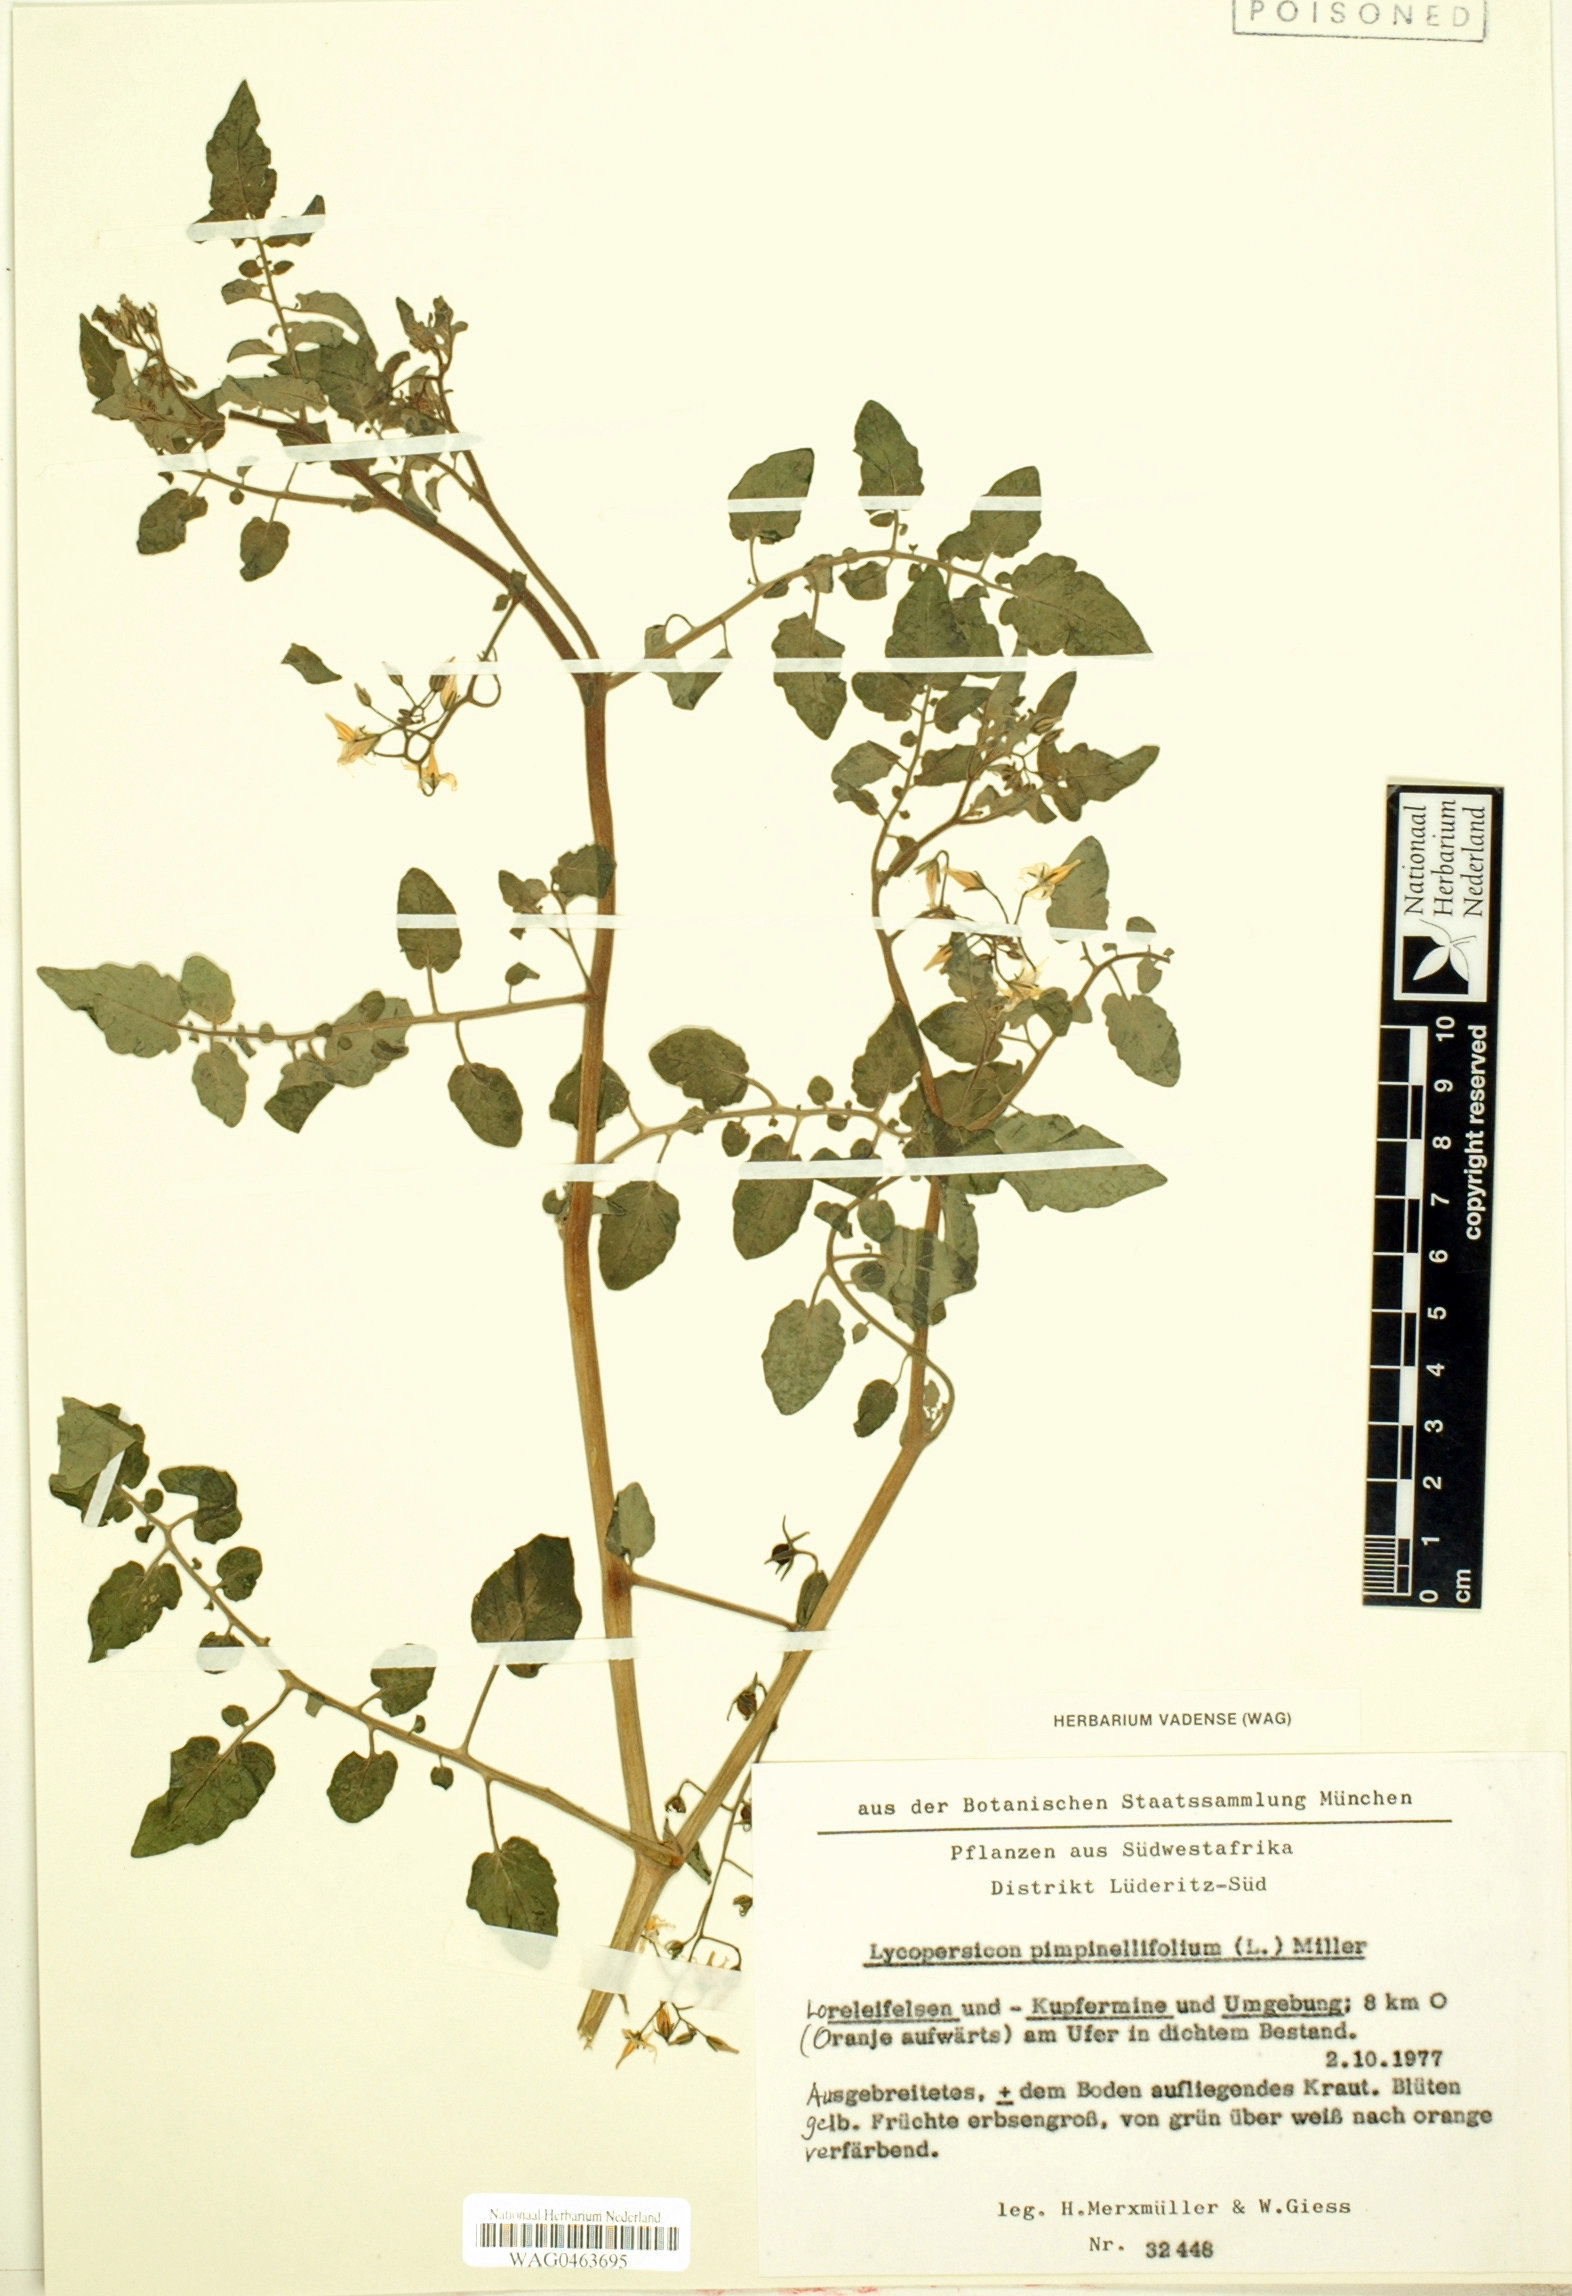 POISONED
Nationaal
Herbarium
Nederland
0 1 2 3 4 5 6 7 8 9 10
cm
copyright reserved
HERBARIUM VADENSE (WAG)
aus der Botanischen Staatssammlung München
Pflanzen aus Südwestafrika
Distrikt Lüderitz-Süd
Lycopersicon pimpinellifolium (L.) Miller
Loreleifelsen und - Kupfermine und Umgebung; 8 km O
(Oranje aufwärts) am Ufer in dichtem Bestand.
2.10.1977
Ausgebreitetes, ± dem Boden aufliegendes Kraut. Blüten
gelb. Früchte erbsengroß, von grün über weiß nach orange
verfärbend.
leg. H.Merxmüller & W.Giess
Nr. 32448
Nationaal Herbarium Nederland
WAG0463695